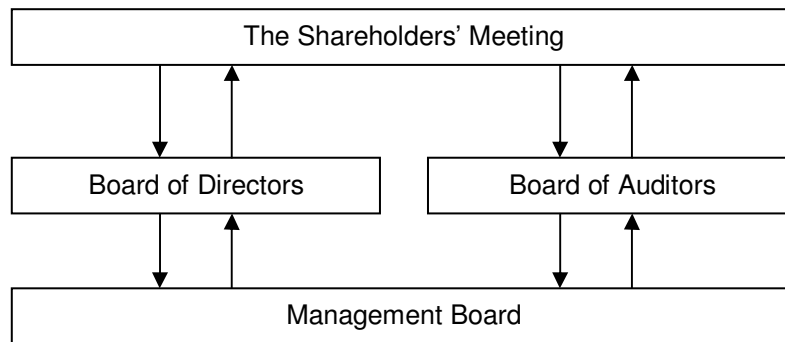 The Shareholders’ Meeting
Board of Directors
Board of Auditors
Management Board